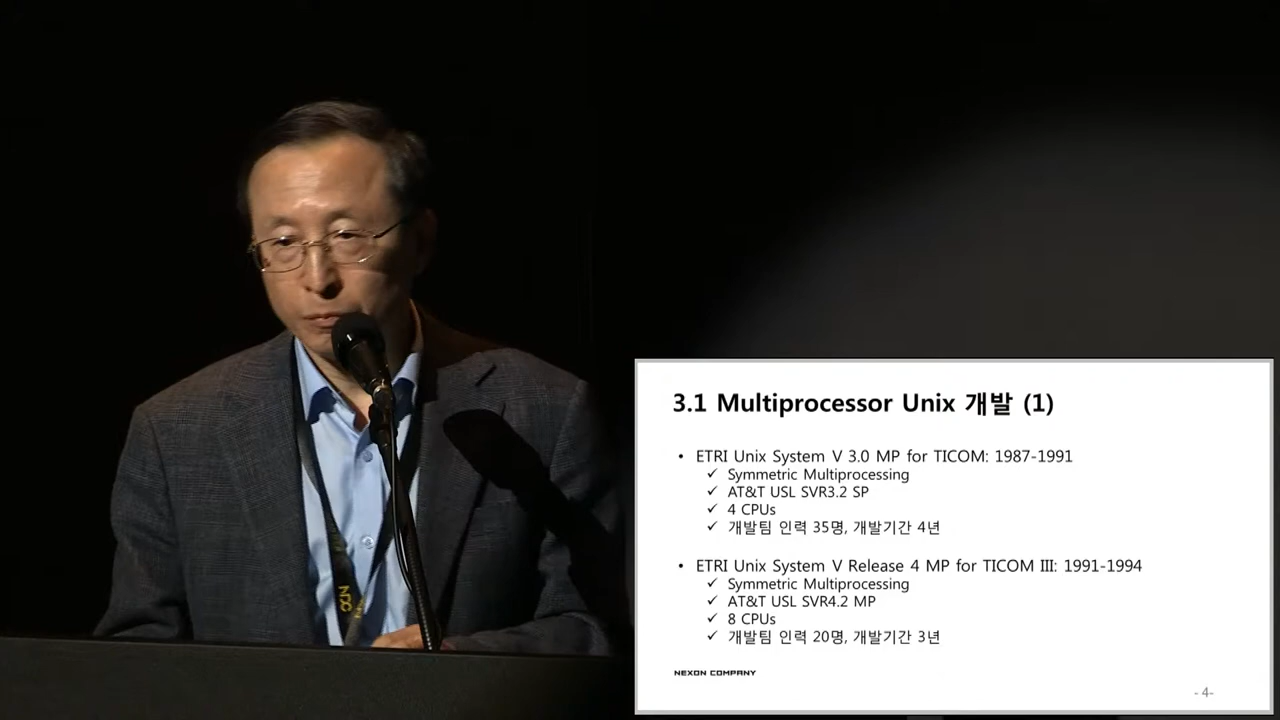 3.1 Multiprocessor Unix 개발 (1)
• ETRI Unix System V 3.0 MP for TICOM: 1987-1991
✓ Symmetric Multiprocessing
✓ AT&T USL SVR3.2 SP
✓ 4 CPUs
✓ 개발팀 인력 35명, 개발기간 4년
• ETRI Unix System V Release 4 MP for TICOM III: 1991-1994
✓ Symmetric Multiprocessing
✓ AT&T USL SVR4.2 MP
✓ 8 CPUs
✓ 개발팀 인력 20명, 개발기간 3년
NEXON COMPANY
- 4-
NDC